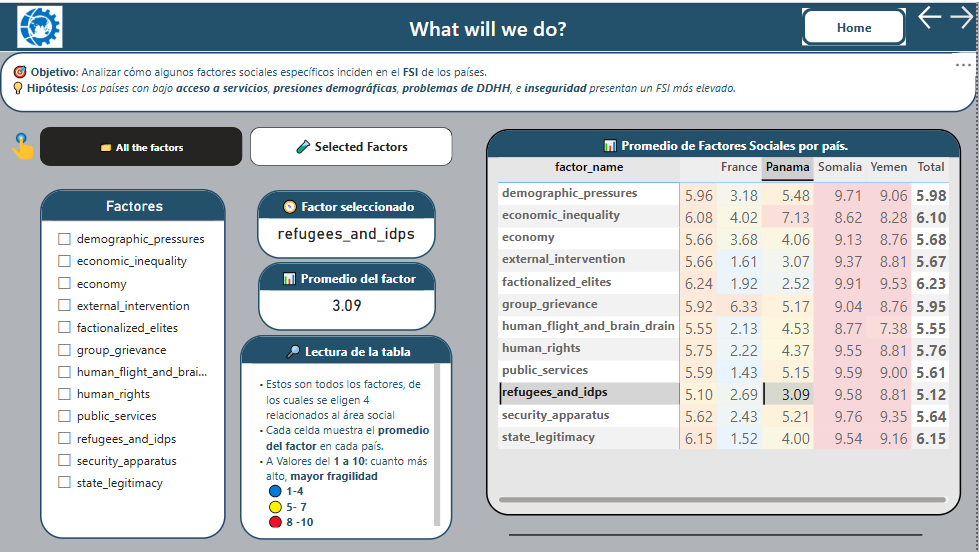 What will we do?
Home
Objetivo: Analizar cómo algunos factores sociales específicos inciden en el FSI de los países.
Hipótesis: Los países con bajo acceso a servicios, presiones demográficas, problemas de DDHH, e inseguridad presentan un FSI más elevado.
All the factors
Selected Factors
Factores
demographic_pressures
economic_inequality
economy
external_intervention
factionalized_elites
group_grievance
human_flight_and_brai...
human_rights
public_services
refugees_and_idps
security_apparatus
state_legitimacy
Factor seleccionado
refugees_and_idps
Promedio del factor
3.09
Lectura de la tabla
• Estos son todos los factores, de
los cuales se eligen 4
relacionados al área social
• Cada celda muestra el promedio
del factor en cada país.
• A Valores del 1 a 10: cuanto más
alto, mayor fragilidad
1-4
5- 7
8 -10
Promedio de Factores Sociales por país.
factor_name France Panama Somalia Yemen Total
demographic_pressures 5.96 3.18 5.48 9.71 9.06 5.98
economic_inequality 6.08 4.02 7.13 8.62 8.28 6.10
economy 5.66 3.68 4.06 9.13 8.76 5.68
external_intervention 5.66 1.61 3.07 9.37 8.81 5.67
factionalized_elites 6.24 1.92 2.52 9.91 9.53 6.23
group_grievance 5.92 6.33 5.17 9.04 8.76 5.95
human_flight_and_brain_drain 5.55 2.13 4.53 8.77 7.38 5.55
human_rights 5.75 2.22 4.37 9.55 8.81 5.76
public_services 5.59 1.43 5.15 9.59 9.00 5.61
refugees_and_idps 5.10 2.69 3.09 9.58 8.81 5.12
security_apparatus 5.62 2.43 5.21 9.76 9.35 5.64
state_legitimacy 6.15 1.52 4.00 9.54 9.16 6.15